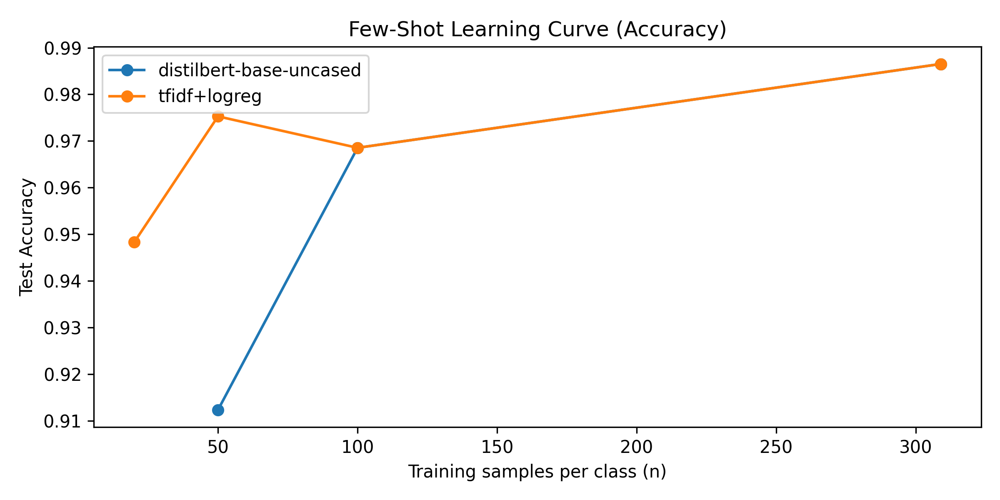 Few-Shot Learning Curve (Accuracy)
distilbert-base-uncased
tfidf+logreg
Test Accuracy
0.99
0.98
0.97
0.96
0.95
0.94
0.93
0.92
0.91
50 100 150 200 250 300
Training samples per class (n)